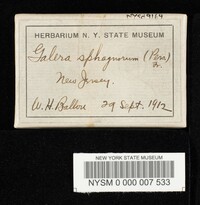 HERBARIUM N. Y. STATE MUSEUM
Galera sphagnorum (Pers)
New Jersey.
W. H. Ballou 29 Sept. 1912
NEW YORK STATE MUSEUM
NYSM 0 000 007 533